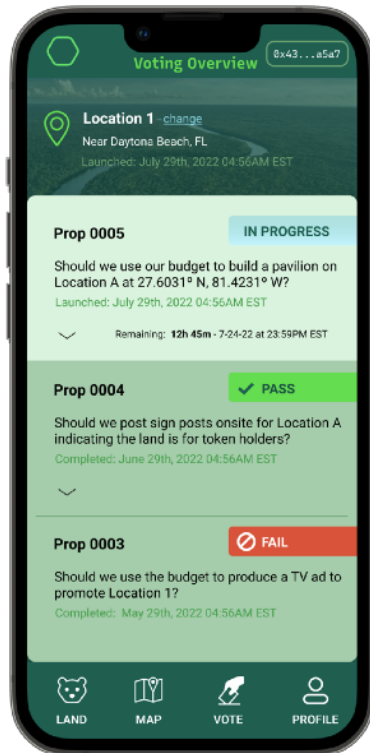 Voting Overview
0x43...a5a7
Location 1 - change
Near Daytona Beach, FL
Launched: July 29th, 2022 04:56AM EST
Prop 0005
IN PROGRESS
Should we use our budget to build a pavilion on
Location A at 27.6031º N, 81.4231º W?
Launched: July 29th, 2022 04:56AM EST
Remaining: 12h 45m - 7-24-22 at 23:59PM EST
Prop 0004
PASS
Should we post sign posts onsite for Location A
indicating the land is for token holders?
Completed: June 29th, 2022 04:56AM EST
Prop 0003
FAIL
Should we use the budget to produce a TV ad to
promote Location 1?
Completed: May 29th, 2022 04:56AM EST
LAND
MAP
VOTE
PROFILE